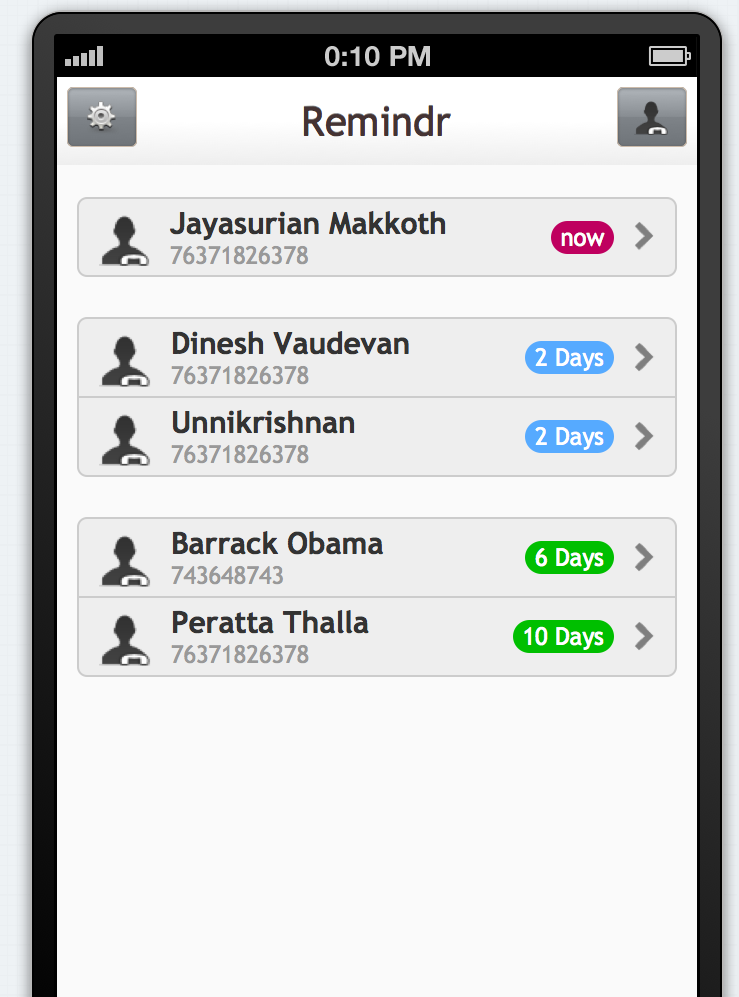 0:10 PM
Remindr
Jayasurian Makkoth
76371826378
now
Dinesh Vaudevan
76371826378
2 Days
Unnikrishnan
76371826378
2 Days
Barrack Obama
743648743
6 Days
Peratta Thalla
76371826378
10 Days